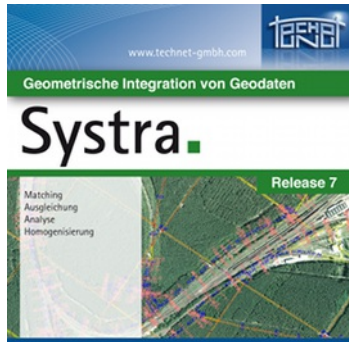 www.technet-gmbh.com
TECHNET
Geometrische Integration von Geodaten
Systra.
Release 7
Matching
Ausgleichung
Analyse
Homogenisierung